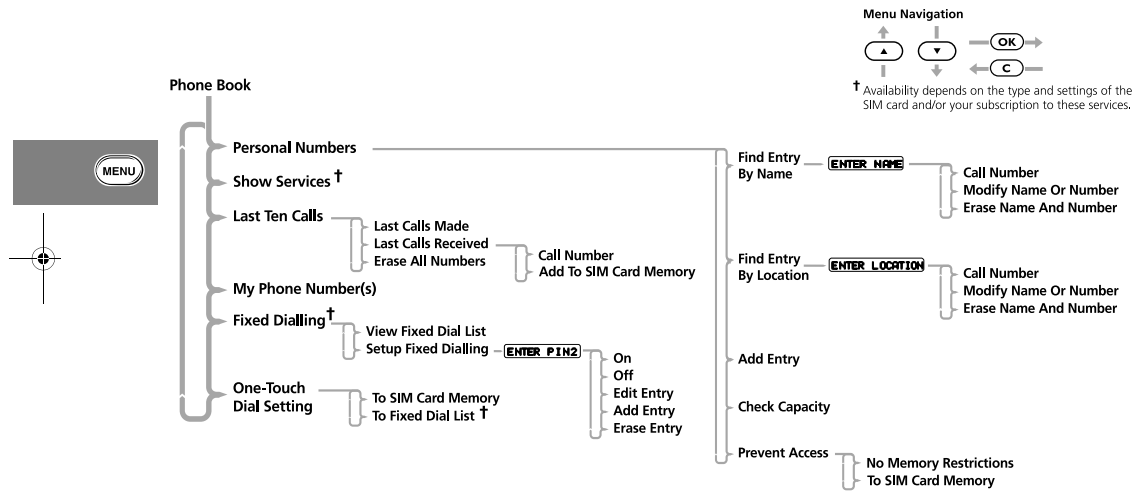 Menu Navigation
OK
C
† Availability depends on the type and settings of the
SIM card and/or your subscription to these services.
Phone Book
MENU
Personal Numbers
Show Services †
Last Ten Calls
Last Calls Made
Last Calls Received
Erase All Numbers
Call Number
Add To SIM Card Memory
My Phone Number(s)
Fixed Dialling †
View Fixed Dial List
Setup Fixed Dialling
ENTER PIN2
On
Off
Edit Entry
Add Entry
Erase Entry
One-Touch
Dial Setting
To SIM Card Memory
To Fixed Dial List †
Find Entry
By Name
ENTER NAME
Call Number
Modify Name Or Number
Erase Name And Number
Find Entry
By Location
ENTER LOCATION
Call Number
Modify Name Or Number
Erase Name And Number
Add Entry
Check Capacity
Prevent Access
No Memory Restrictions
To SIM Card Memory